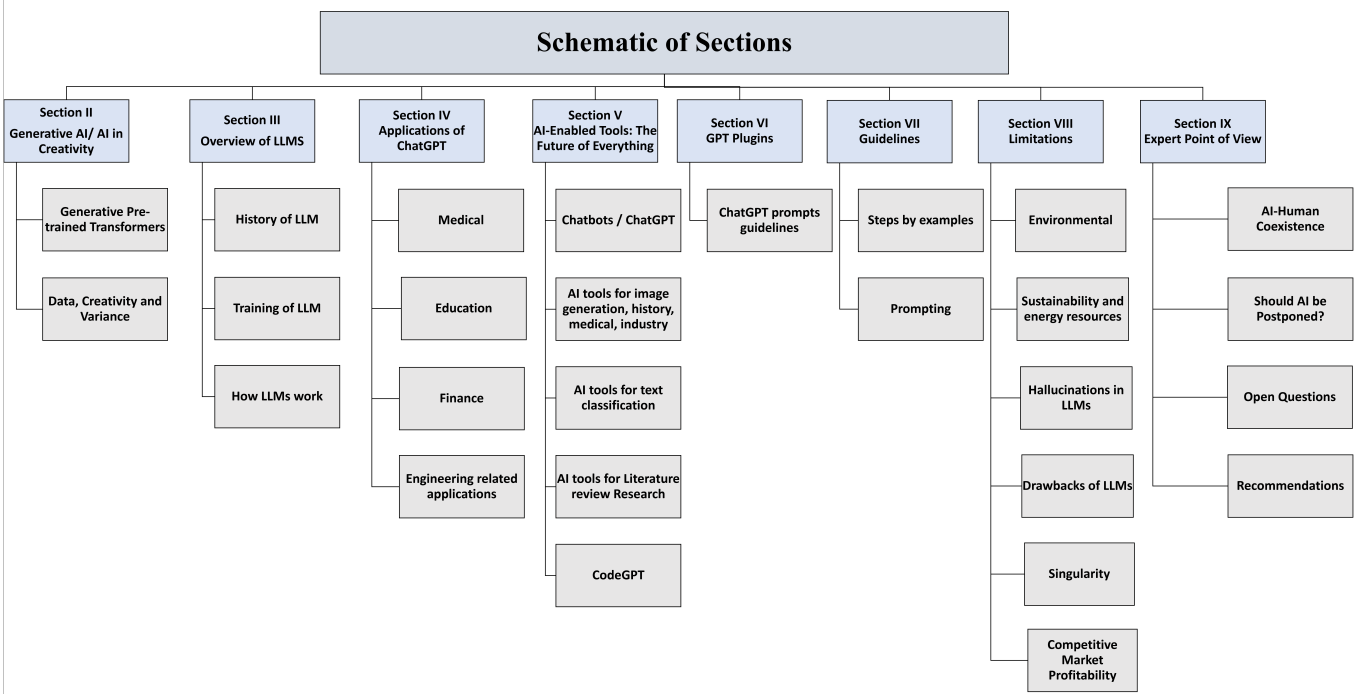 Schematic of Sections
Section II
Generative AI/ AI in
Creativity
Generative Pre-
trained Transformers
Data, Creativity and
Variance
Section III
Overview of LLMS
History of LLM
Training of LLM
How LLMs work
Section IV
Applications of
ChatGPT
Medical
Education
Finance
Engineering related
applications
Section V
AI-Enabled Tools: The
Future of Everything
Chatbots / ChatGPT
AI tools for image
generation, history,
medical, industry
AI tools for text
classification
AI tools for Literature
review Research
CodeGPT
Section VI
GPT Plugins
ChatGPT prompts
guidelines
Section VII
Guidelines
Steps by examples
Prompting
Section VIII
Limitations
Environmental
Sustainability and
energy resources
Hallucinations in
LLMs
Drawbacks of LLMs
Singularity
Competitive
Market
Profitability
Section IX
Expert Point of View
AI-Human
Coexistence
Should AI be
Postponed?
Open Questions
Recommendations